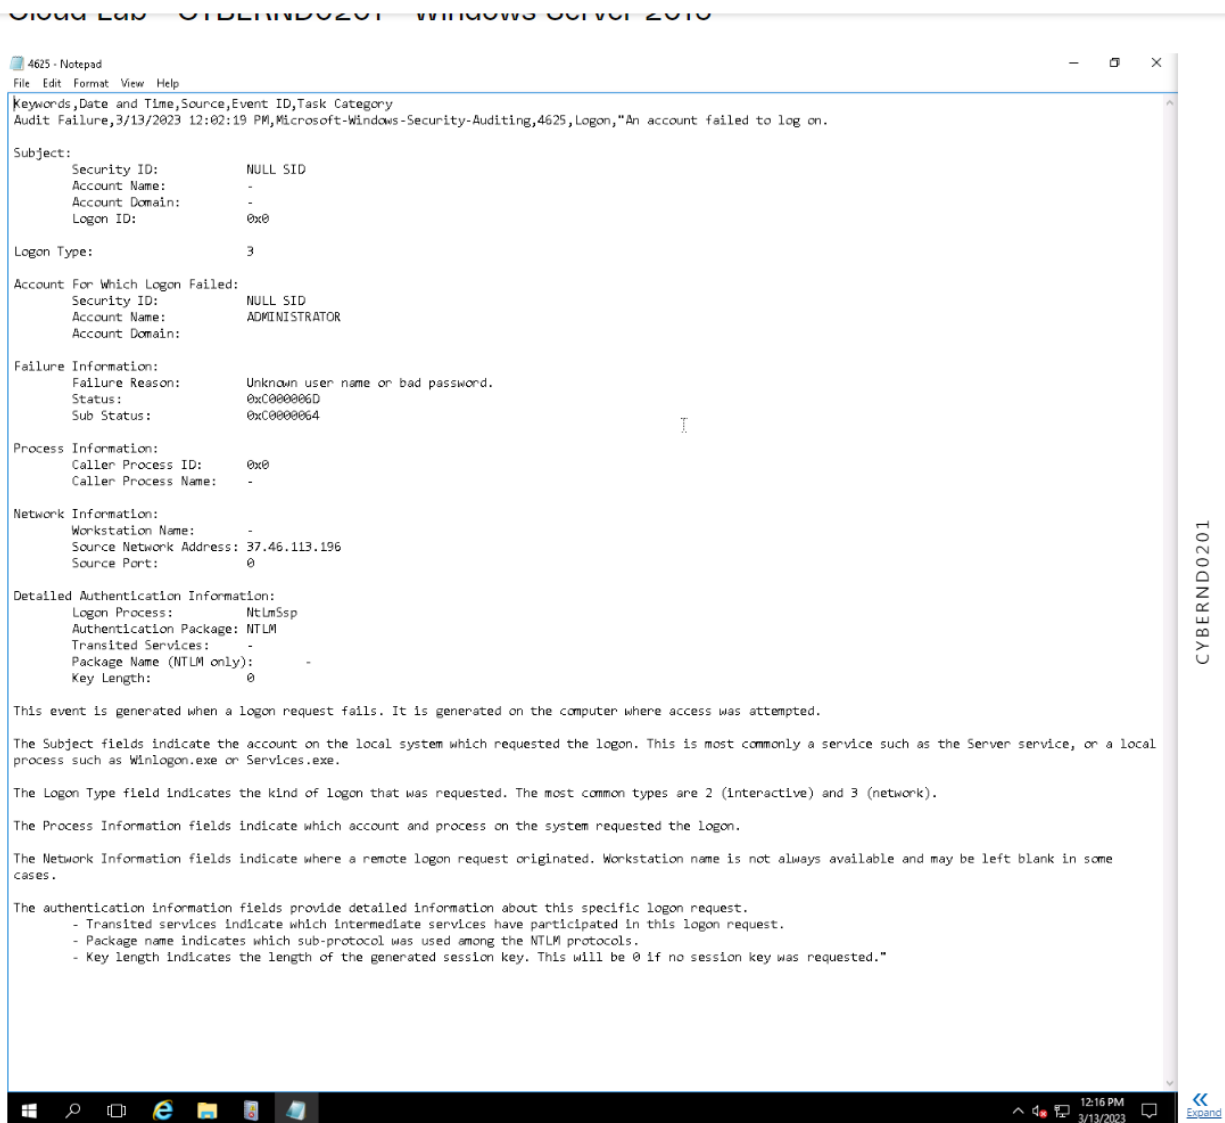 Cloud Lab - CYBERND0201 - Windows Server 2016
4625 - Notepad
File Edit Format View Help
Keywords,Date and Time,Source,Event ID,Task Category
Audit Failure,3/13/2023 12:02:19 PM,Microsoft-Windows-Security-Auditing,4625,Logon,"An account failed to log on.
Subject:
Security ID: NULL SID
Account Name: -
Account Domain: -
Logon ID: 0x0
Logon Type: 3
Account For Which Logon Failed:
Security ID: NULL SID
Account Name: ADMINISTRATOR
Account Domain:
Failure Information:
Failure Reason: Unknown user name or bad password.
Status: 0xC000006D
Sub Status: 0xC0000064
Process Information:
Caller Process ID: 0x0
Caller Process Name: -
Network Information:
Workstation Name: -
Source Network Address: 37.46.113.196
Source Port: 0
Detailed Authentication Information:
Logon Process: NtLmSsp
Authentication Package: NTLM
Transited Services: -
Package Name (NTLM only): -
Key Length: 0
This event is generated when a logon request fails. It is generated on the computer where access was attempted.
The Subject fields indicate the account on the local system which requested the logon. This is most commonly a service such as the Server service, or a local
process such as Winlogon.exe or Services.exe.
The Logon Type field indicates the kind of logon that was requested. The most common types are 2 (interactive) and 3 (network).
The Process Information fields indicate which account and process on the system requested the logon.
The Network Information fields indicate where a remote logon request originated. Workstation name is not always available and may be left blank in some
cases.
The authentication information fields provide detailed information about this specific logon request.
- Transited services indicate which intermediate services have participated in this logon request.
- Package name indicates which sub-protocol was used among the NTLM protocols.
- Key length indicates the length of the generated session key. This will be 0 if no session key was requested."
CYBERND0201
12:16 PM
3/13/2023
Expand